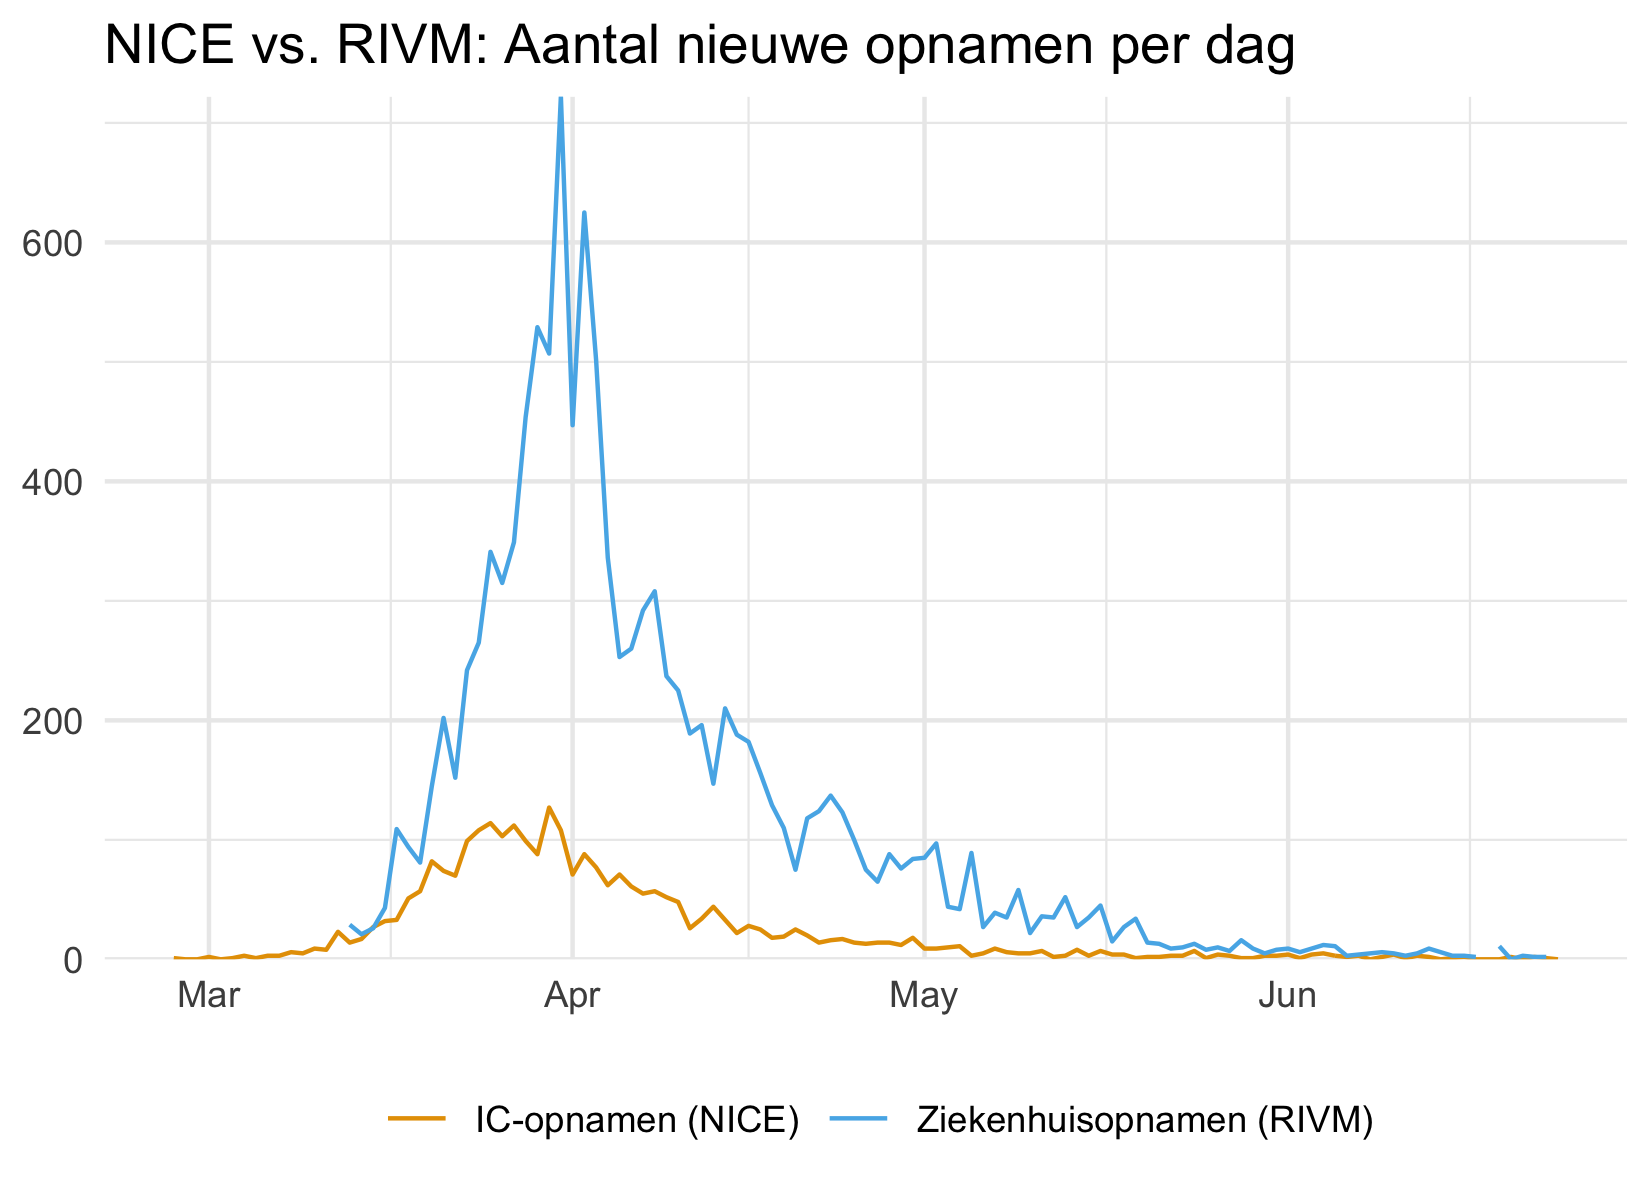 NICE vs. RIVM: Aantal nieuwe opnamen per dag
600
400
200
0
Mar Apr May Jun
IC-opnamen (NICE) Ziekenhuisopnamen (RIVM)